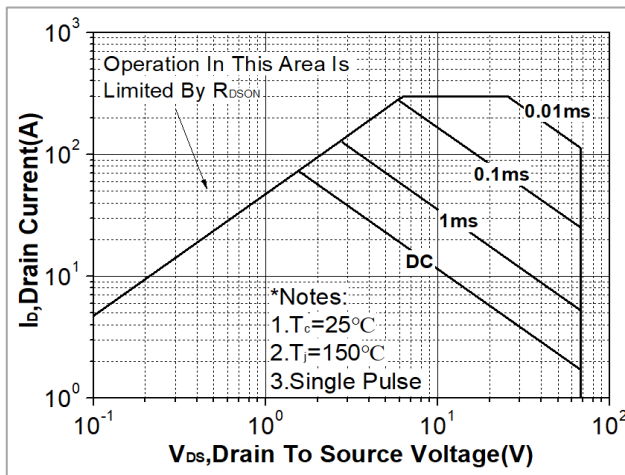 10³
Operation In This Area Is
Limited By RDSON
0.01ms
10²
0.1ms
1ms
DC
10¹
*Notes:
1.Tc=25°C
2.Tj=150°C
3.Single Pulse
10⁰
10⁻¹ 10⁰ 10¹ 10²
ID,Drain Current(A)
VDS,Drain To Source Voltage(V)